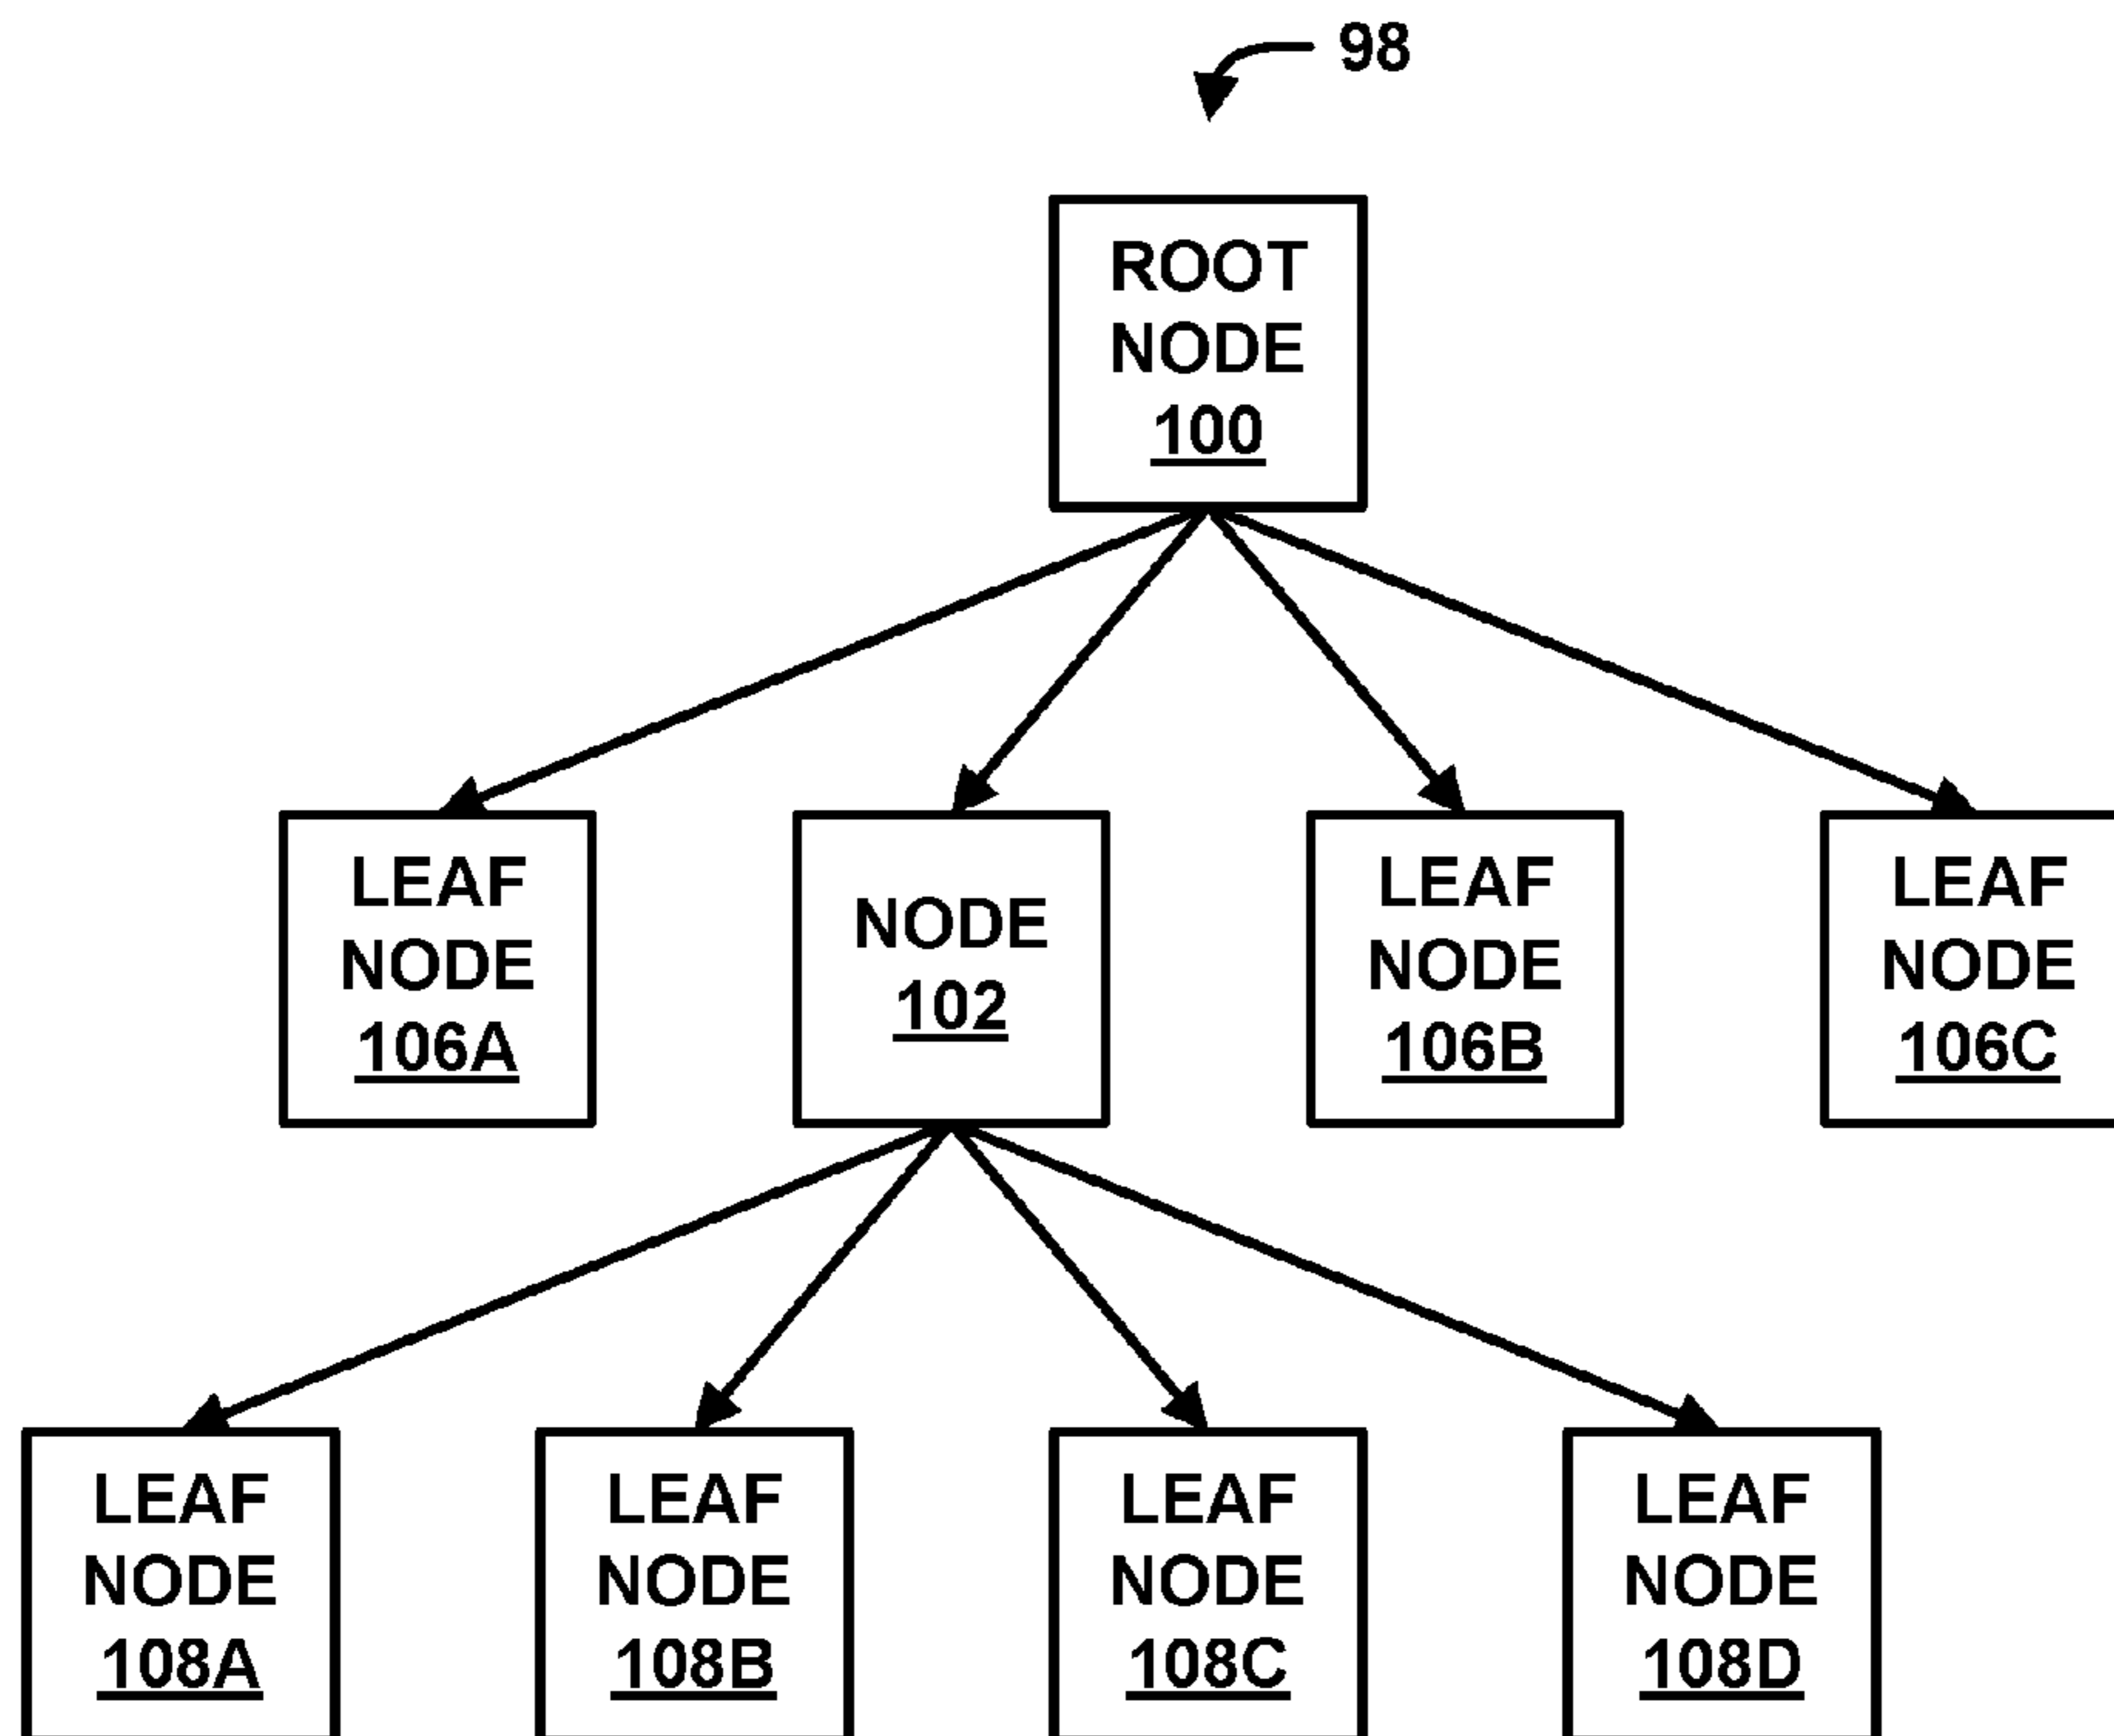 98
ROOT
NODE
100
LEAF
NODE
106A
NODE
102
LEAF
NODE
106B
LEAF
NODE
106C
LEAF
NODE
108A
LEAF
NODE
108B
LEAF
NODE
108C
LEAF
NODE
108D